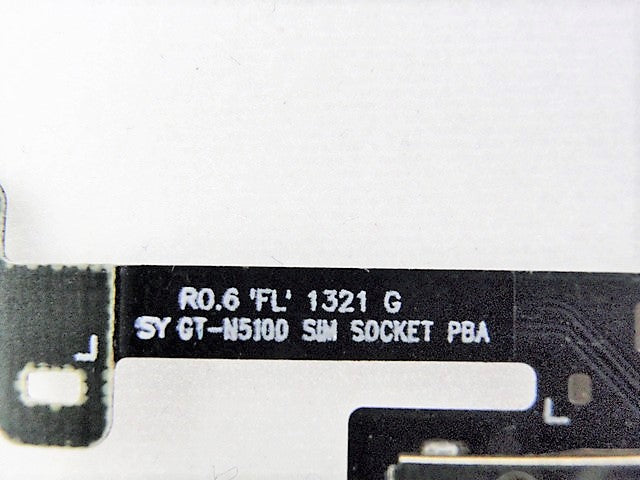 R0.6 'FL' 1321 G
SY GT-N5100 SIM SOCKET PBA
L
L